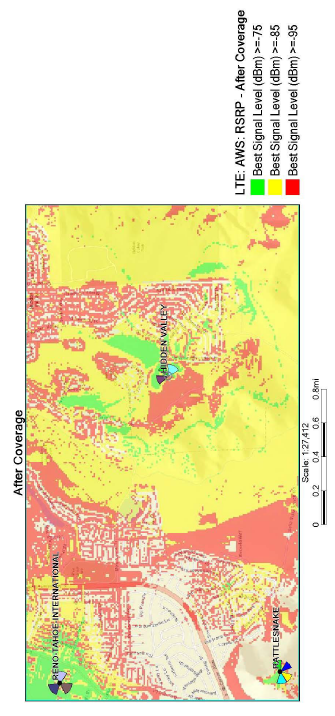 After Coverage
RENO-TAHOE INTERNATIONAL
HIDDEN VALLEY
RATTLESNAKE
Scale: 1:27,412
0 0.2 0.4 0.6 0.8mi
LTE: AWS: RSRP - After Coverage
Best Signal Level (dBm) >=-75
Best Signal Level (dBm) >=-85
Best Signal Level (dBm) >=-95